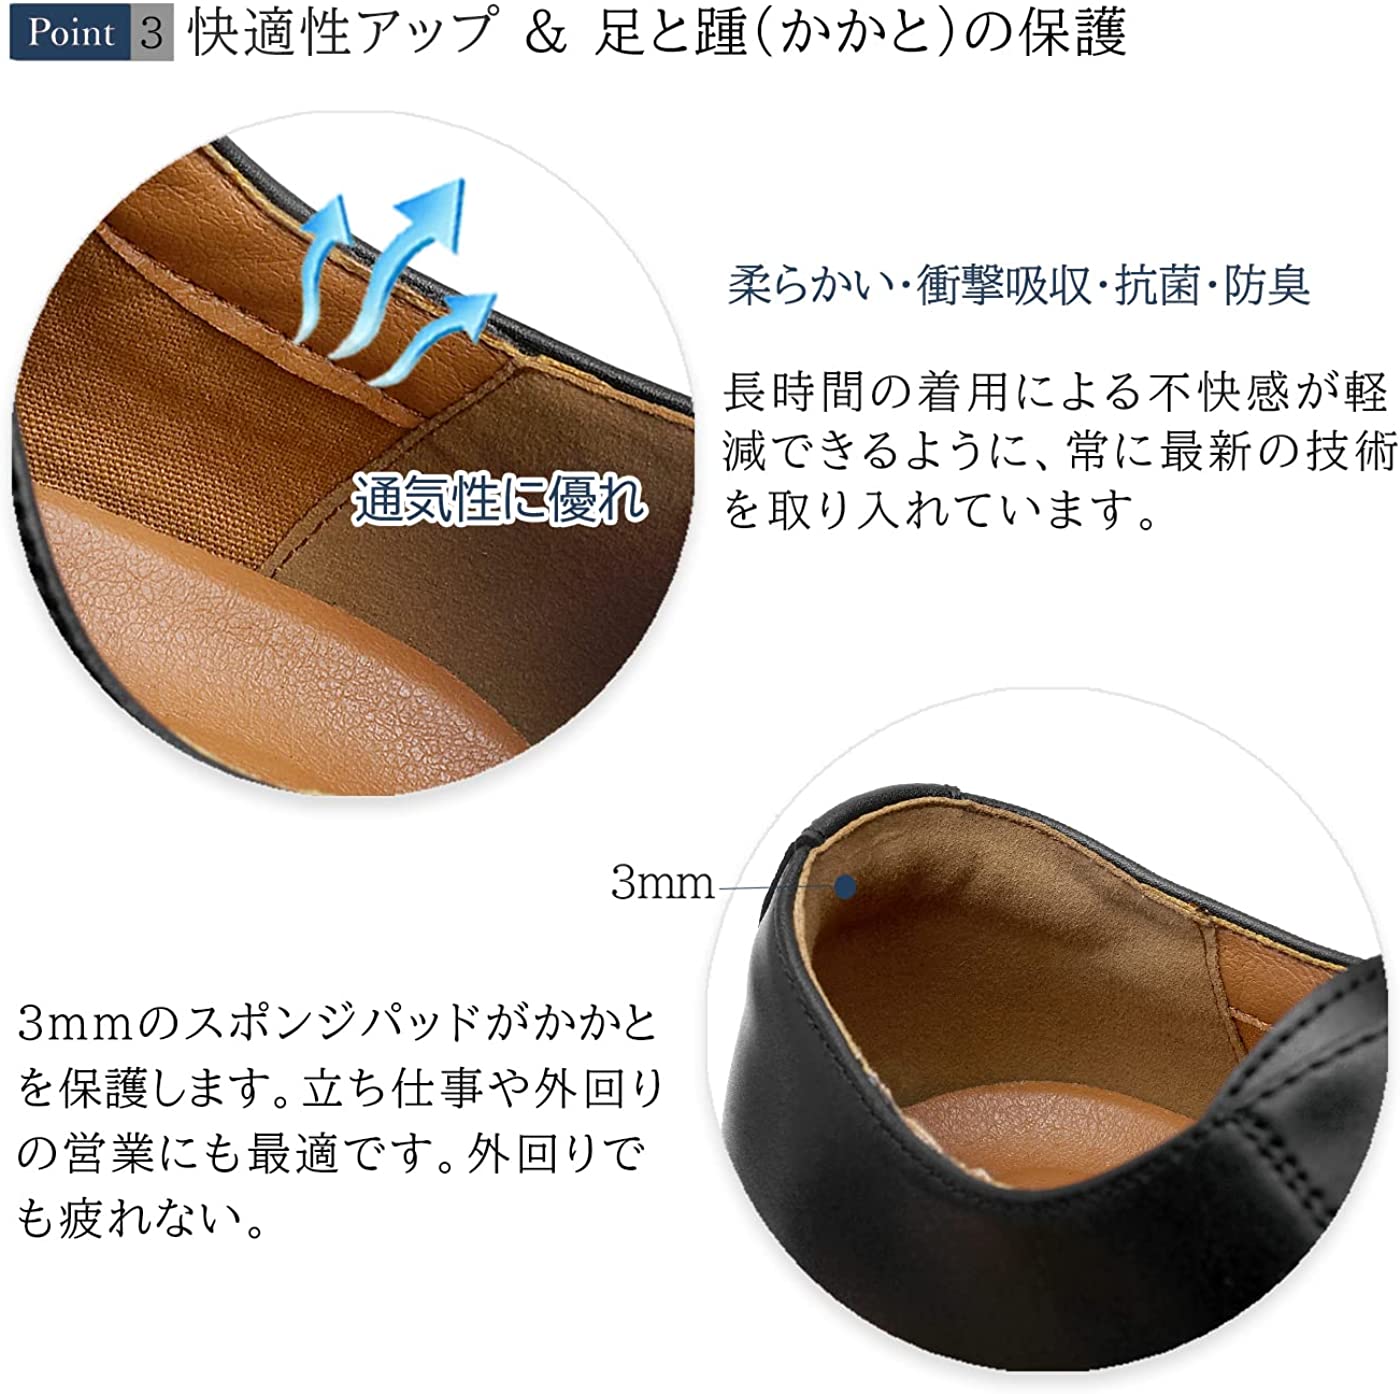 Point 3 快適性アップ & 足と踵(かかと)の保護
柔らかい・衝撃吸収・抗菌・防臭
長時間の着用による不快感が軽
減できるように、常に最新の技術
を取り入れています。
通気性に優れ
3mm
3mmのスポンジパッドがかかと
を保護します。立ち仕事や外回り
の営業にも最適です。外回りで
も疲れない。